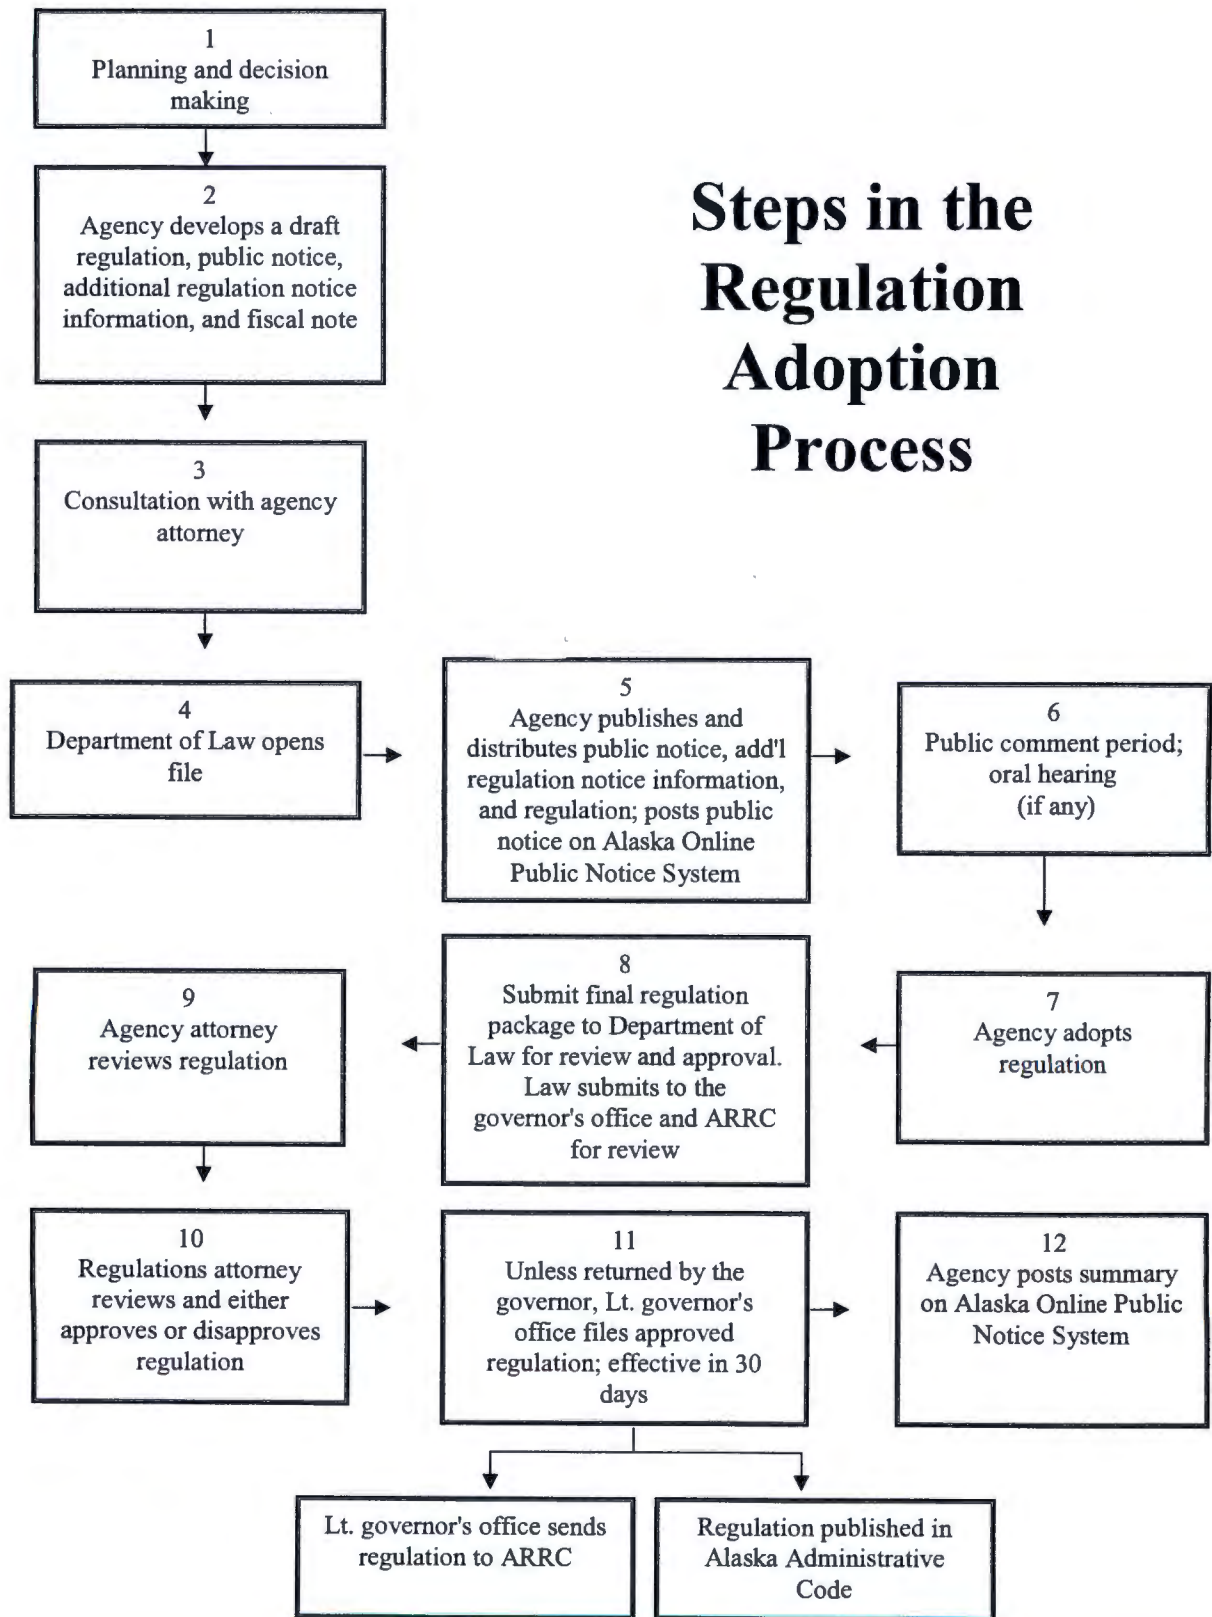 1
Planning and decision
making
2
Agency develops a draft
regulation, public notice,
additional regulation notice
information, and fiscal note
Steps in the
Regulation
Adoption
Process
3
Consultation with agency
attorney
4
Department of Law opens
file
5
Agency publishes and
distributes public notice, add'l
regulation notice information,
and regulation; posts public
notice on Alaska Online
Public Notice System
6
Public comment period;
oral hearing
(if any)
7
Agency adopts
regulation
8
Submit final regulation
package to Department of
Law for review and approval.
Law submits to the
governor's office and ARRC
for review
9
Agency attorney
reviews regulation
10
Regulations attorney
reviews and either
approves or disapproves
regulation
11
Unless returned by the
governor, Lt. governor's
office files approved
regulation; effective in 30
days
12
Agency posts summary
on Alaska Online Public
Notice System
Lt. governor's office sends
regulation to ARRC
Regulation published in
Alaska Administrative
Code